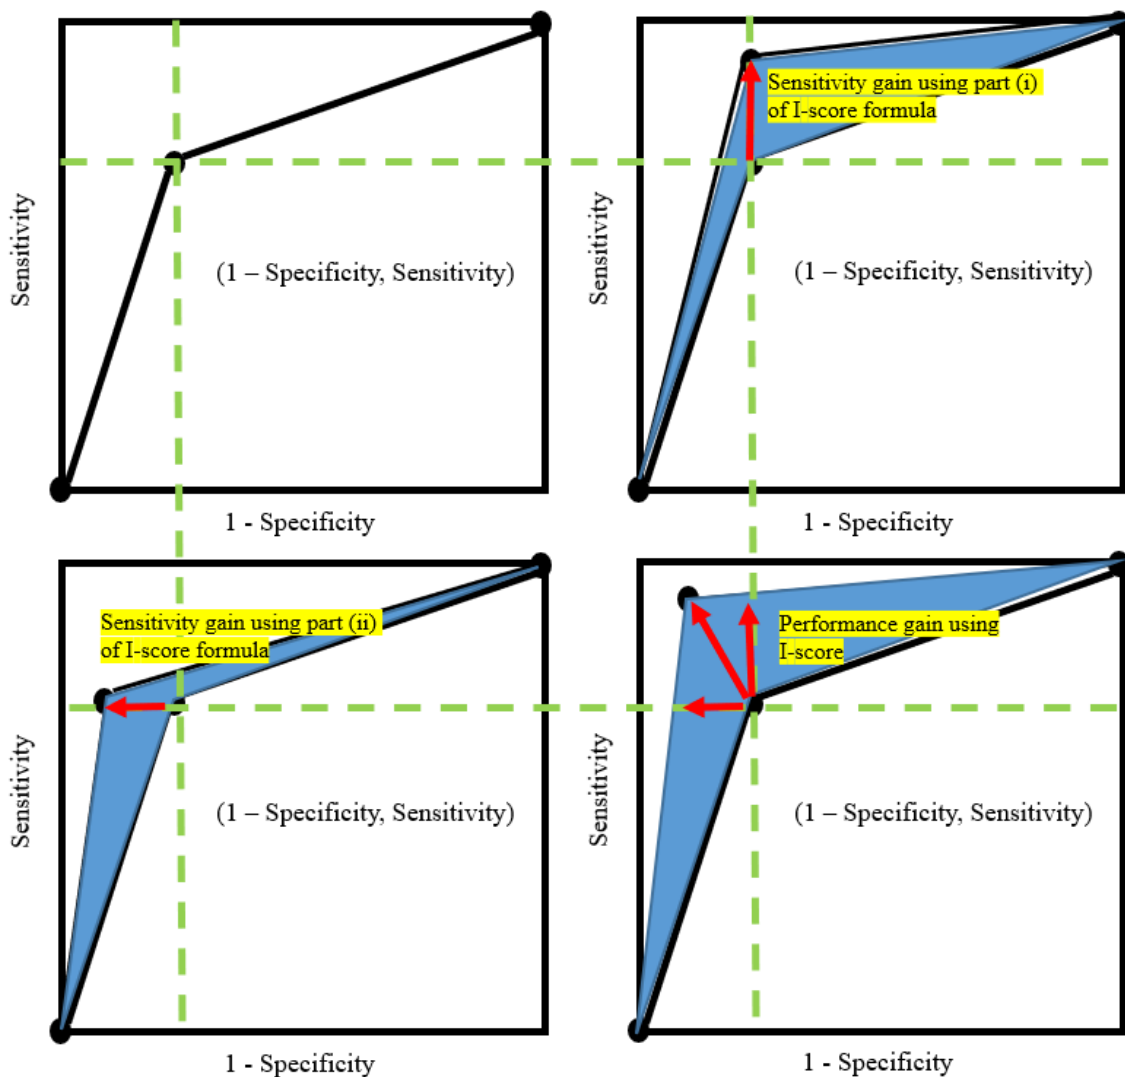 Sensitivity
(1 – Specificity, Sensitivity)
1 - Specificity
Sensitivity gain using part (i)
of I-score formula
Sensitivity
(1 – Specificity, Sensitivity)
1 - Specificity
Sensitivity gain using part (ii)
of I-score formula
Sensitivity
(1 – Specificity, Sensitivity)
1 - Specificity
Performance gain using
I-score
Sensitivity
(1 – Specificity, Sensitivity)
1 - Specificity